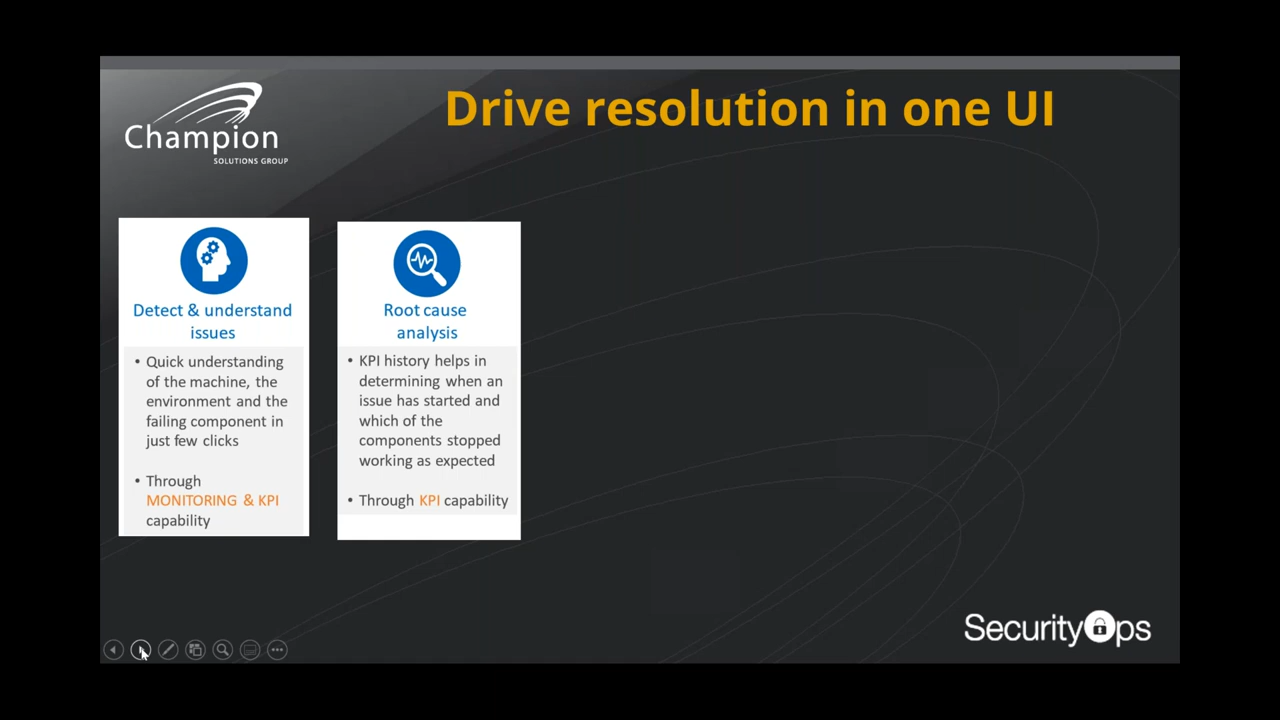 Champion
SOLUTIONS GROUP
Drive resolution in one UI
Detect & understand
issues
• Quick understanding
of the machine, the
environment and the
failing component in
just few clicks
• Through
MONITORING & KPI
capability
Root cause
analysis
• KPI history helps in
determining when an
issue has started and
which of the
components stopped
working as expected
• Through KPI capability
SecurityOps